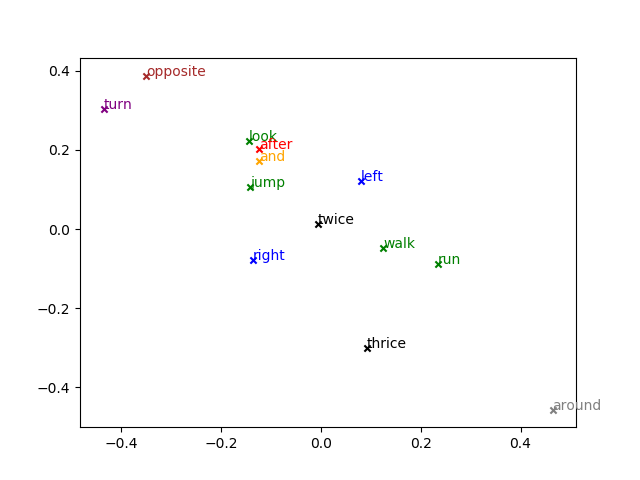 0.4
0.2
0.0
−0.2
−0.4
−0.4
−0.2
0.0
0.2
0.4
opposite
turn
look
after
and
jump
left
twice
walk
right
run
thrice
around